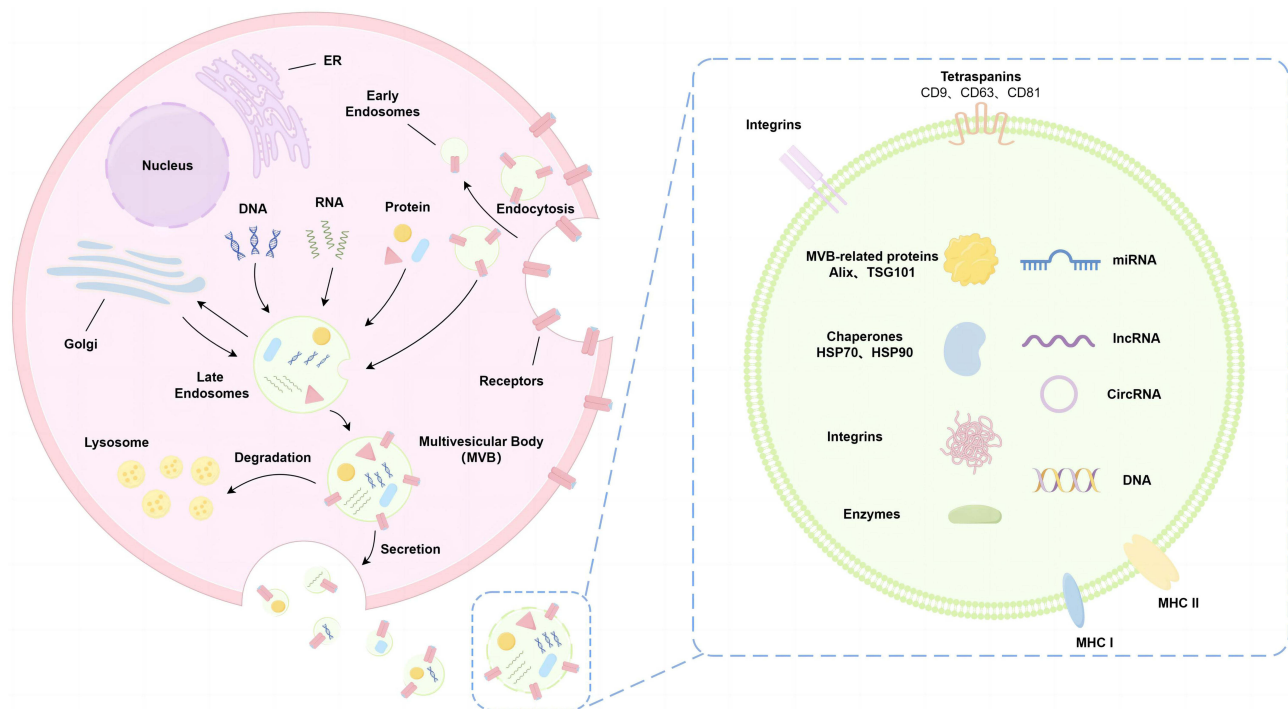 ER
Early
Endosomes
Nucleus
DNA
RNA
Protein
Endocytosis
Golgi
Late
Endosomes
Receptors
Lysosome
Degradation
Multivesicular Body
（MVB）
Secretion
Tetraspanins
CD9、CD63、CD81
Integrins
MVB-related proteins
Alix、TSG101
miRNA
Chaperones
HSP70、HSP90
lncRNA
CircRNA
Integrins
DNA
Enzymes
MHC II
MHC I